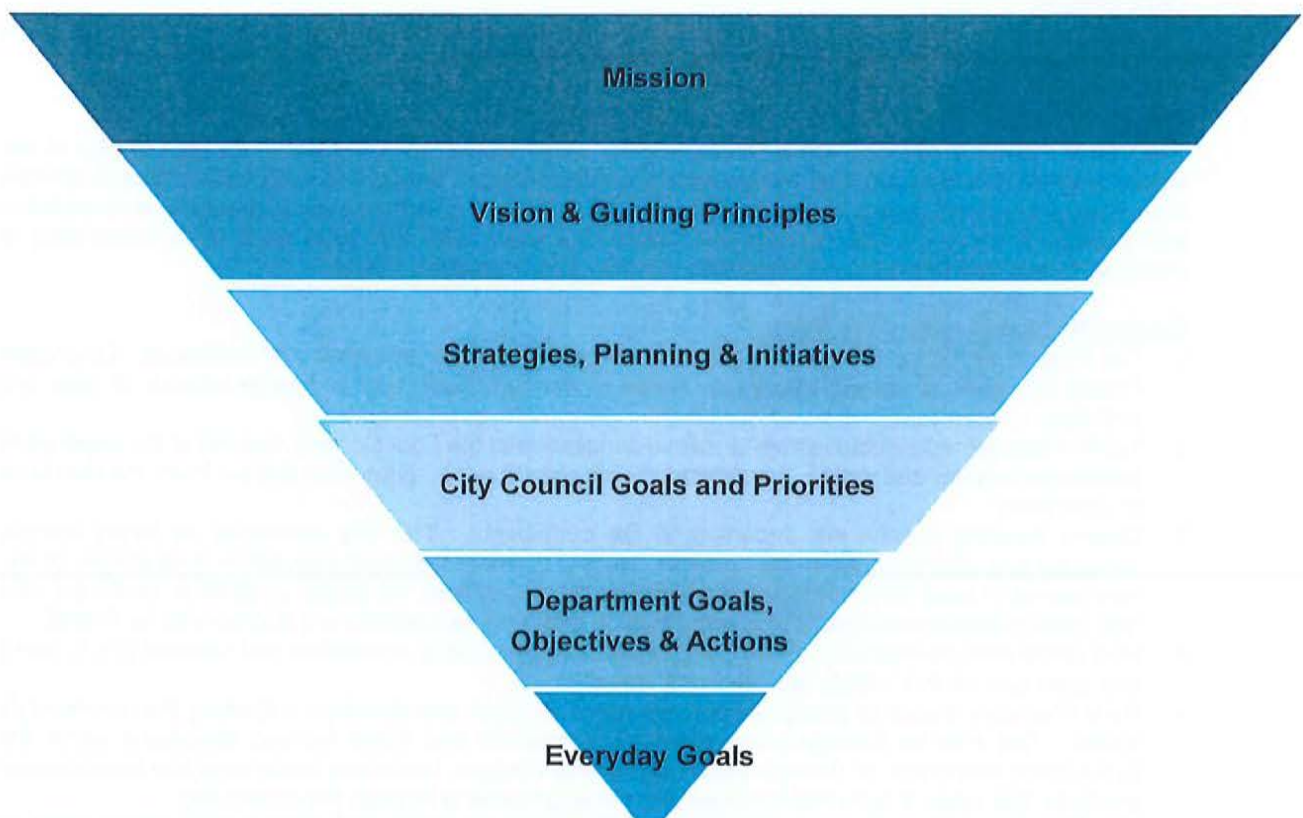 Mission
Vision & Guiding Principles
Strategies, Planning & Initiatives
City Council Goals and Priorities
Department Goals,
Objectives & Actions
Everyday Goals